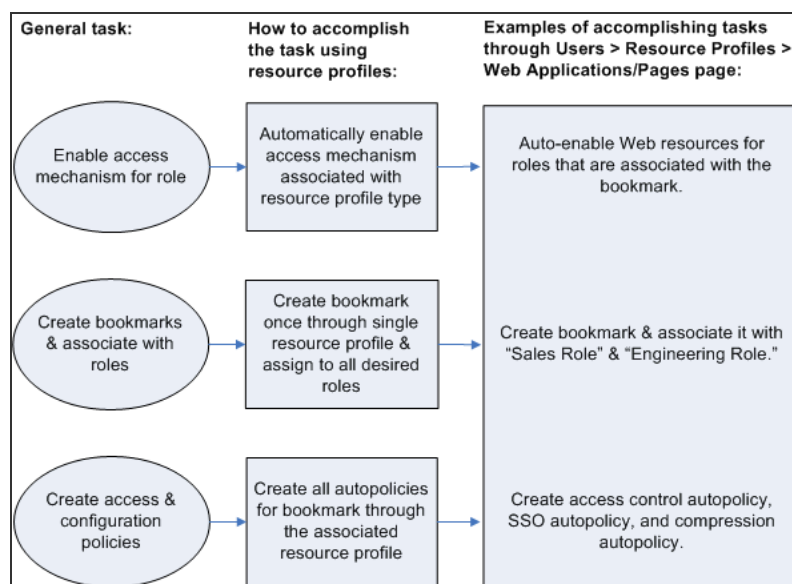 General task:
How to accomplish
the task using
resource profiles:
Examples of accomplishing tasks
through Users > Resource Profiles >
Web Applications/Pages page:
Enable access
mechanism for role
Automatically enable
access mechanism
associated with
resource profile type
Auto-enable Web resources for
roles that are associated with the
bookmark.
Create bookmarks
& associate with
roles
Create bookmark
once through single
resource profile &
assign to all desired
roles
Create bookmark & associate it with
“Sales Role” & “Engineering Role.”
Create access &
configuration
policies
Create all autopolicies
for bookmark through
the associated
resource profile
Create access control autopolicy,
SSO autopolicy, and compression
autopolicy.